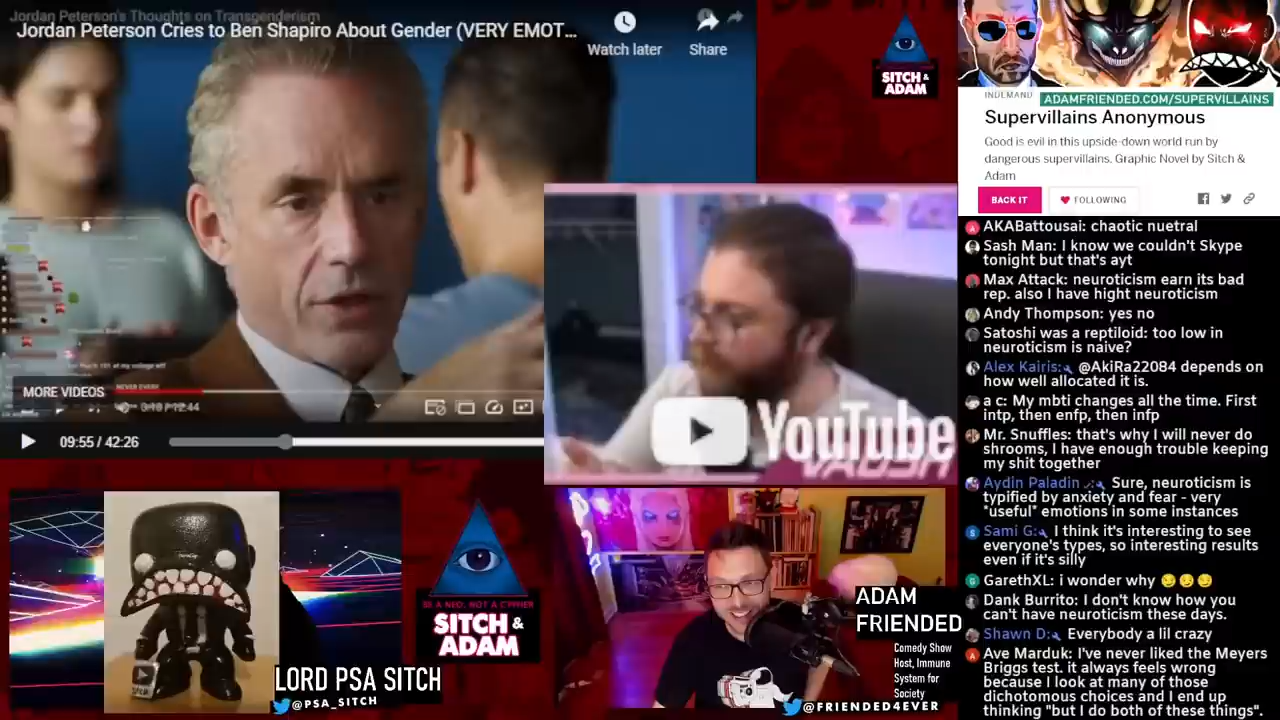 Jordan Peterson's Thoughts on Transgenderism
Jordan Peterson Cries to Ben Shapiro About Gender (VERY EMOT...
Watch later
Share
SITCH &
ADAM
MORE VIDEOS
NEVER EVERY
09:55 / 42:26
YouTube
VAUSH
INDEMAND
ADAMFRIENDED.COM/SUPERVILLAINS
Supervillains Anonymous
Good is evil in this upside-down world run by
dangerous supervillains. Graphic Novel by Sitch &
Adam
BACK IT
FOLLOWING
AKABattousai: chaotic nuetral
Sash Man: I know we couldn't Skype
tonight but that's ayt
Max Attack: neuroticism earn its bad
rep. also I have hight neuroticism
Andy Thompson: yes no
Satoshi was a reptiloid: too low in
neuroticism is naive?
Alex Kairis: @AkiRa22084 depends on
how well allocated it is.
a c: My mbti changes all the time. First
intp, then enfp, then infp
Mr. Snuffles: that's why I will never do
shrooms, I have enough trouble keeping
my shit together
Aydin Paladin : Sure, neuroticism is
typified by anxiety and fear - very
"useful" emotions in some instances
Sami G: I think it's interesting to see
everyone's types, so interesting results
even if it's silly
GarethXL: i wonder why 😏😏😏
Dank Burrito: I don't know how you
can't have neuroticism these days.
Shawn D: Everybody a lil crazy
Ave Marduk: I've never liked the Meyers
Briggs test. it always feels wrong
because I look at many of those
dichotomous choices and I end up
thinking "but I do both of these things".
BE A NEO, NOT A CYPHER
SITCH &
ADAM
LORD PSA SITCH
@PSA_SITCH
ADAM
FRIENDED
Comedy Show
Host, Immune
System for
Society
@FRIENDED4EVER